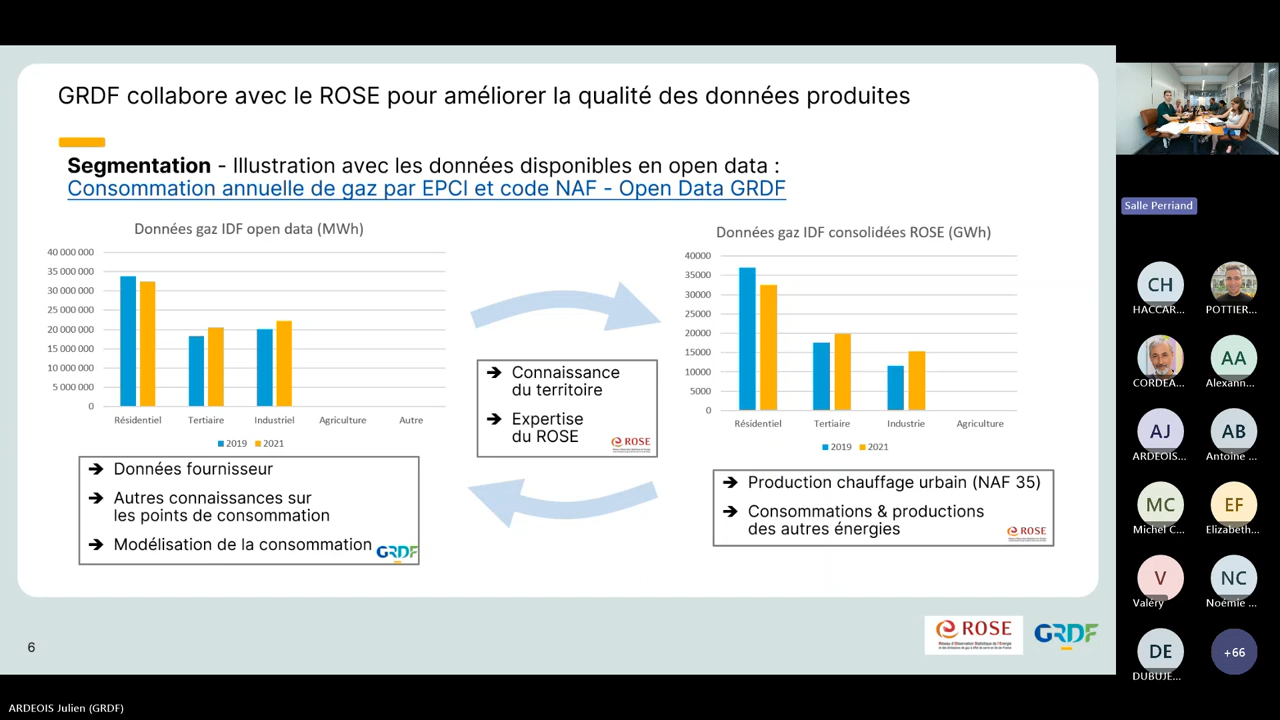 GRDF collabore avec le ROSE pour améliorer la qualité des données produites
Segmentation - Illustration avec les données disponibles en open data :
Consommation annuelle de gaz par EPCI et code NAF - Open Data GRDF
Données gaz IDF open data (MWh)
40 000 000
35 000 000
30 000 000
25 000 000
20 000 000
15 000 000
10 000 000
5 000 000
0
Résidentiel
Tertiaire
Industriel
Agriculture
Autre
2019
2021
➔ Données fournisseur
➔ Autres connaissances sur
les points de consommation
➔ Modélisation de la consommation
GRDF
➔ Connaissance
du territoire
➔ Expertise
du ROSE
ROSE
Données gaz IDF consolidées ROSE (GWh)
40000
35000
30000
25000
20000
15000
10000
5000
0
Résidentiel
Tertiaire
Industrie
Agriculture
2019
2021
➔ Production chauffage urbain (NAF 35)
➔ Consommations & productions
des autres énergies
ROSE
6
ROSE
GRDF
Salle Perriand
CH
HACCAR...
POTTIER...
CORDEA...
AA
Alexann...
AJ
ARDEOIS...
AB
Antoine ...
MC
Michel C...
EF
Elizabeth...
V
Valéry
NC
Noémie ...
DE
DUBUJE...
+66
ARDEOIS Julien (GRDF)